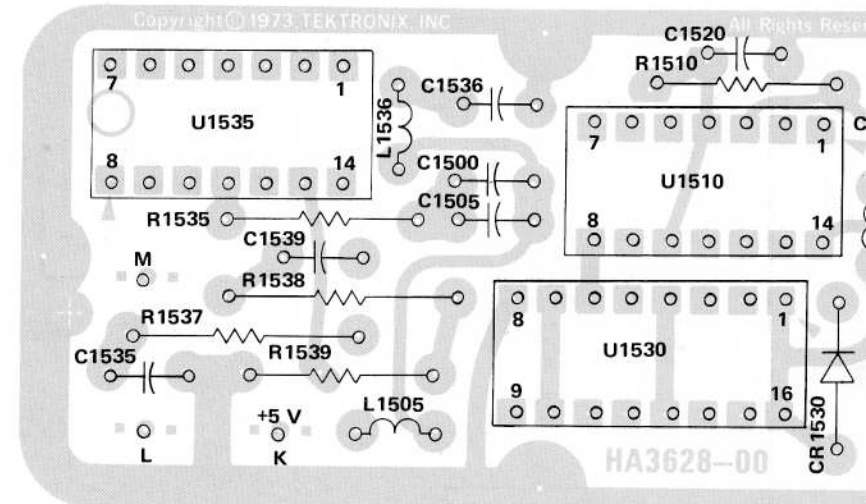 Copyright © 1973, TEKTRONIX, INC
All Rights Rese
C1520
R1510
7
1
U1535
8
14
L1536
C1536
C1500
C1505
7
1
C
U1510
8
14
R1535
C1539
M
R1538
R1537
C1535
R1539
8
1
U1530
9
16
CR1530
+5 V
L1505
L
K
HA3628-00